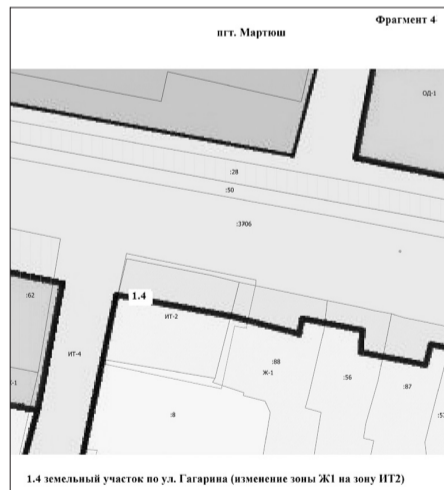 Фрагмент 4
пгт. Мартюш
ОД-1
:28
:50
:3706
:62
1.4
ИТ-2
ИТ-4
:88
Ж-1
:56
:87
:8
1.4 земельный участок по ул. Гагарина (изменение зоны Ж1 на зону ИТ2)